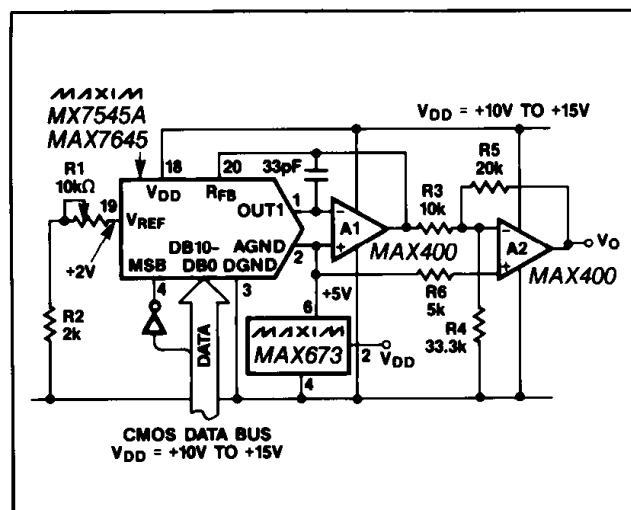 MAXIM
MX7545A
MAX7645
VDD = +10V TO +15V
R1
10kΩ
18
20
33pF
R5
20k
19
VDD
RFB
OUT1
1
R3
10k
VREF
+2V
AGND
2
A1
MAX400
A2
MAX400
VO
MSB
DB10-
DB0
DGND
4
3
+5V
R6
5k
R2
2k
6
MAXIM
MAX673
2
VDD
R4
33.3k
4
DATA
CMOS DATA BUS
VDD = +10V TO +15V